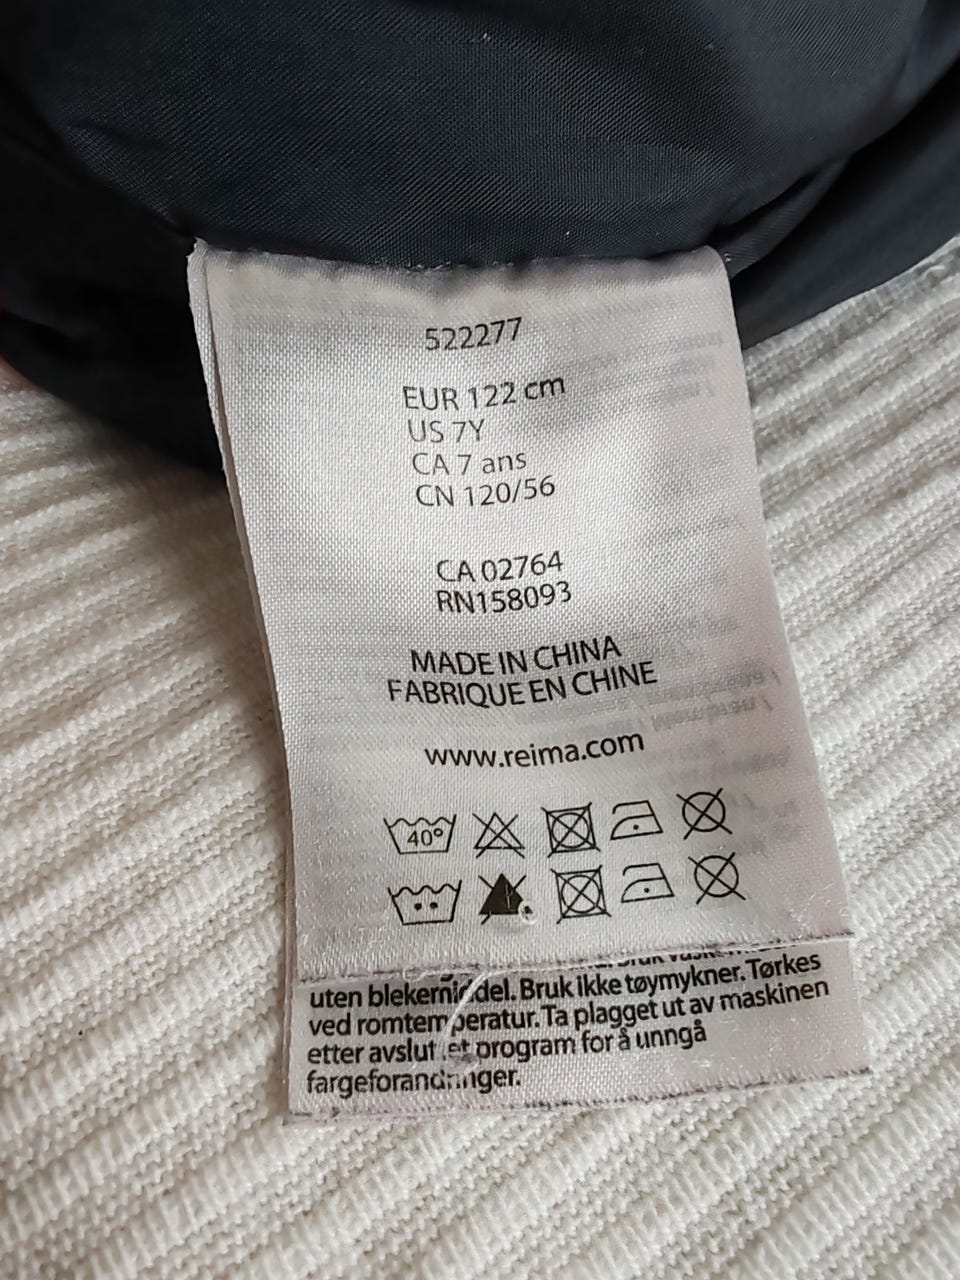 522277
EUR 122 cm
US 7Y
CA 7 ans
CN 120/56
CA 02764
RN158093
MADE IN CHINA
FABRIQUE EN CHINE
www.reima.com
40°
uten blekemiddel. Bruk ikke tøymykner. Tørkes
ved romtemperatur. Ta plagget ut av maskinen
etter avsluttet program for å unngå
fargeforandringer.